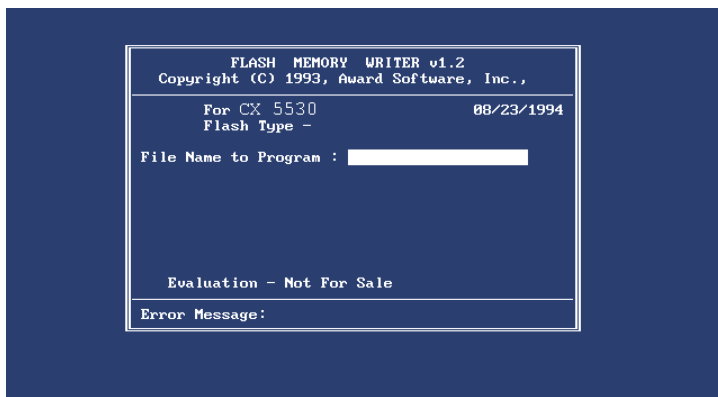 FLASH MEMORY WRITER v1.2
Copyright (C) 1993, Award Software, Inc.,
For CX 5530 08/23/1994
Flash Type -
File Name to Program :
Evaluation - Not For Sale
Error Message: